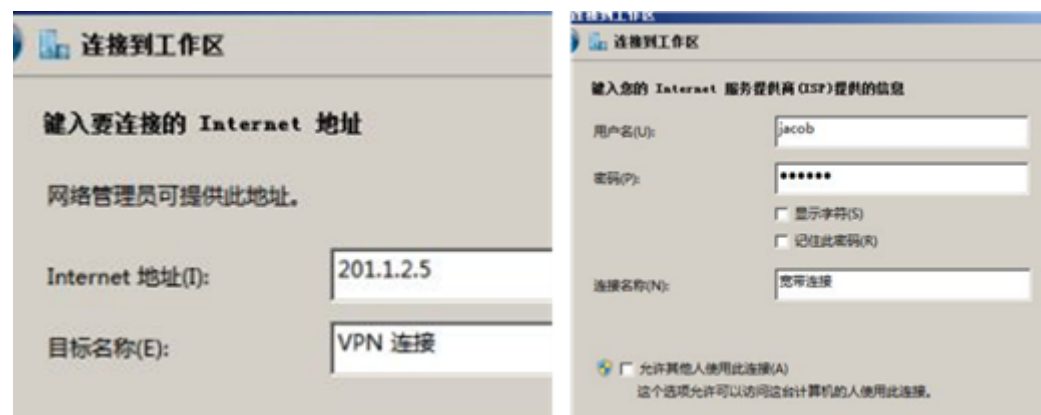 连接到工作区
键入要连接的 Internet 地址
网络管理员可提供此地址。
Internet 地址(I):
201.1.2.5
目标名称(E):
VPN 连接
连接到工作区
连接到工作区
键入您的 Internet 服务提供商(ISP)提供的信息
用户名(U):
jacob
密码(P):
●●●●●●
显示字符(S)
记住此密码(R)
连接名称(N):
宽带连接
允许其他人使用此连接(A)
这个选项允许可以访问这台计算机的人使用此连接。